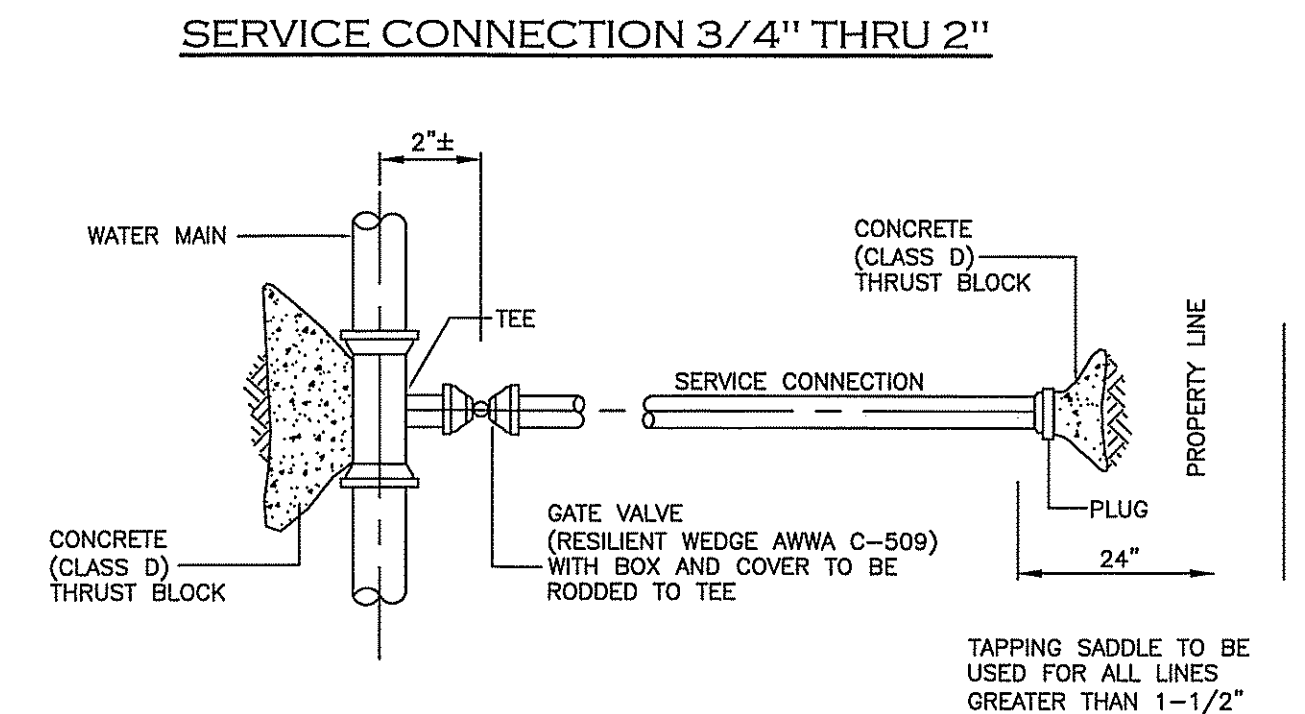 SERVICE CONNECTION 3/4" THRU 2"
2"±
WATER MAIN
CONCRETE
(CLASS D)
THRUST BLOCK
TEE
SERVICE CONNECTION
PROPERTY LINE
PLUG
24"
CONCRETE
(CLASS D)
THRUST BLOCK
GATE VALVE
(RESILIENT WEDGE AWWA C-509)
WITH BOX AND COVER TO BE
RODDED TO TEE
TAPPING SADDLE TO BE
USED FOR ALL LINES
GREATER THAN 1-1/2"